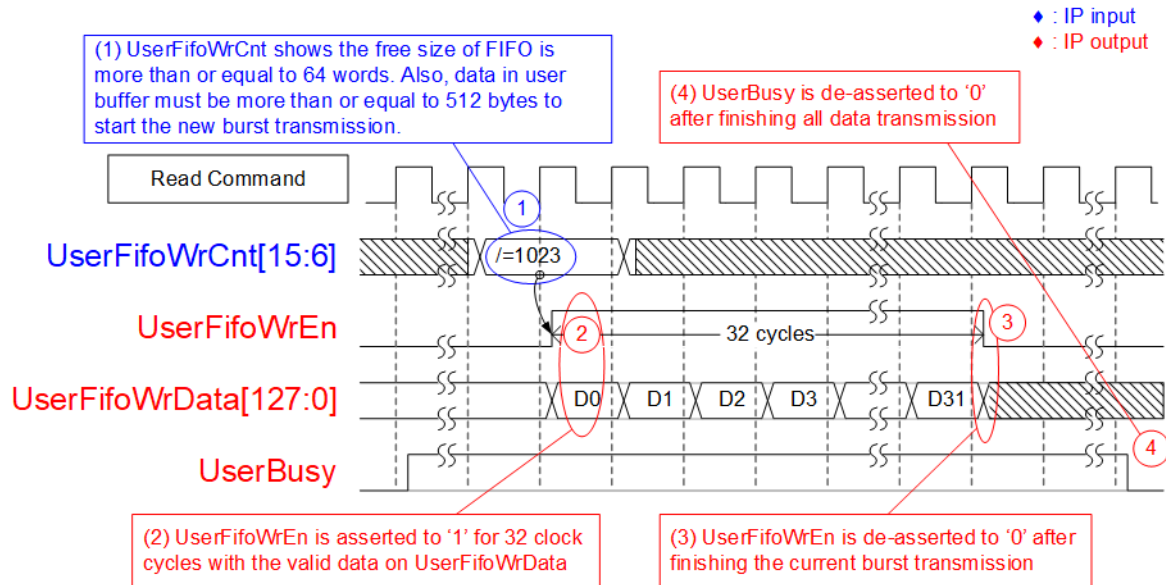 ♦ : IP input
♦ : IP output
(1) UserFifoWrCnt shows the free size of FIFO is
more than or equal to 64 words. Also, data in user
buffer must be more than or equal to 512 bytes to
start the new burst transmission.
(4) UserBusy is de-asserted to ‘0’
after finishing all data transmission
Read Command
1
UserFifoWrCnt[15:6]
/=1023
UserFifoWrEn
2
32 cycles
3
UserFifoWrData[127:0]
D0
D1
D2
D3
D31
4
UserBusy
(2) UserFifoWrEn is asserted to ‘1’ for 32 clock
cycles with the valid data on UserFifoWrData
(3) UserFifoWrEn is de-asserted to ‘0’ after
finishing the current burst transmission